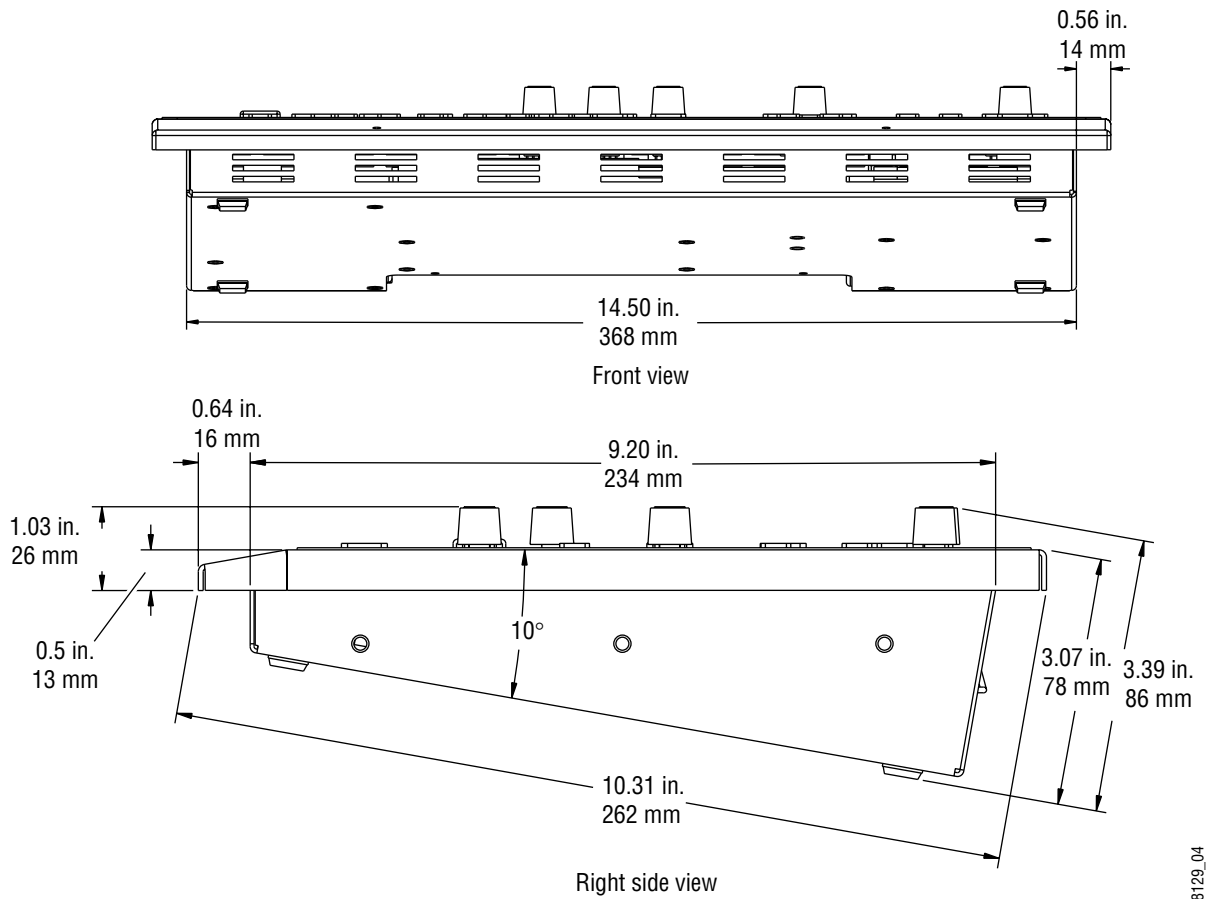 0.56 in.
14 mm
14.50 in.
368 mm
Front view
0.64 in.
16 mm
9.20 in.
234 mm
1.03 in.
26 mm
0.5 in.
13 mm
10°
3.07 in.
78 mm
3.39 in.
86 mm
10.31 in.
262 mm
Right side view
8129_04